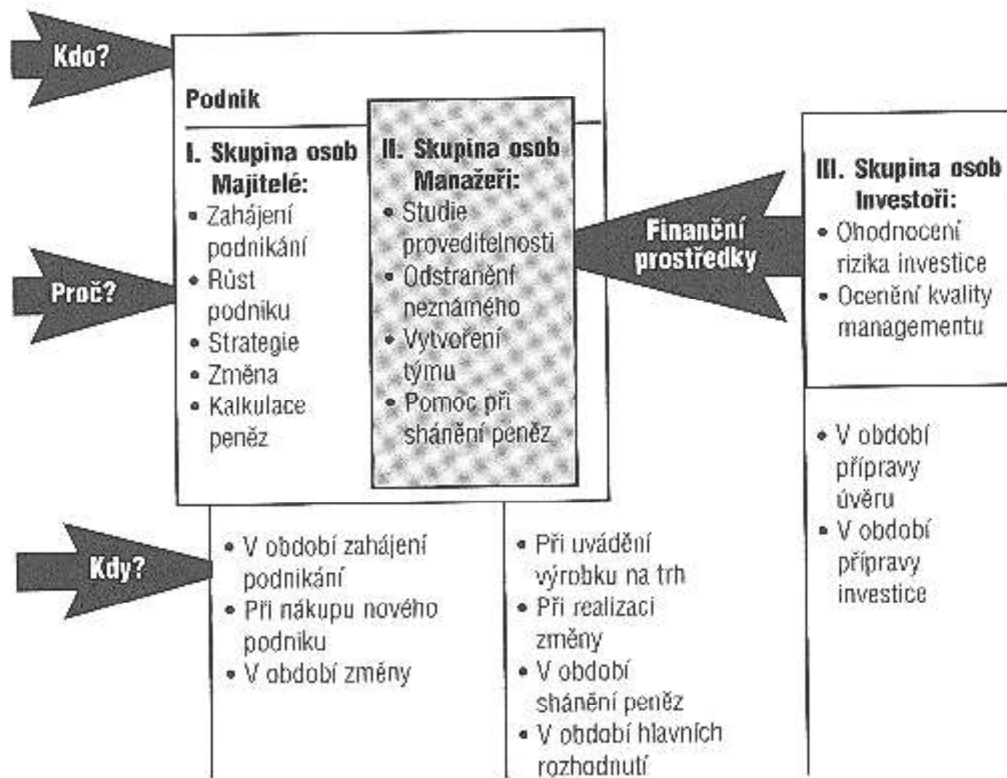 Kdo?
Podnik
I. Skupina osob
Majitelé:
• Zahájení
podnikání
• Růst
podniku
• Strategie
• Změna
• Kalkulace
peněz
II. Skupina osob
Manažeři:
• Studie
proveditelnosti
• Odstranění
neznámého
• Vytvoření
týmu
• Pomoc při
shánění peněz
Proč?
Finanční
prostředky
III. Skupina osob
Investoři:
• Ohodnocení
rizika investice
• Ocenění kvality
managementu
Kdy?
• V období zahájení
podnikání
• Při nákupu nového
podniku
• V období změny
• Při uvádění
výrobku na trh
• Při realizaci
změny
• V období
shánění peněz
• V období hlavních
rozhodnutí
• V období
přípravy
úvěru
• V období
přípravy
investice